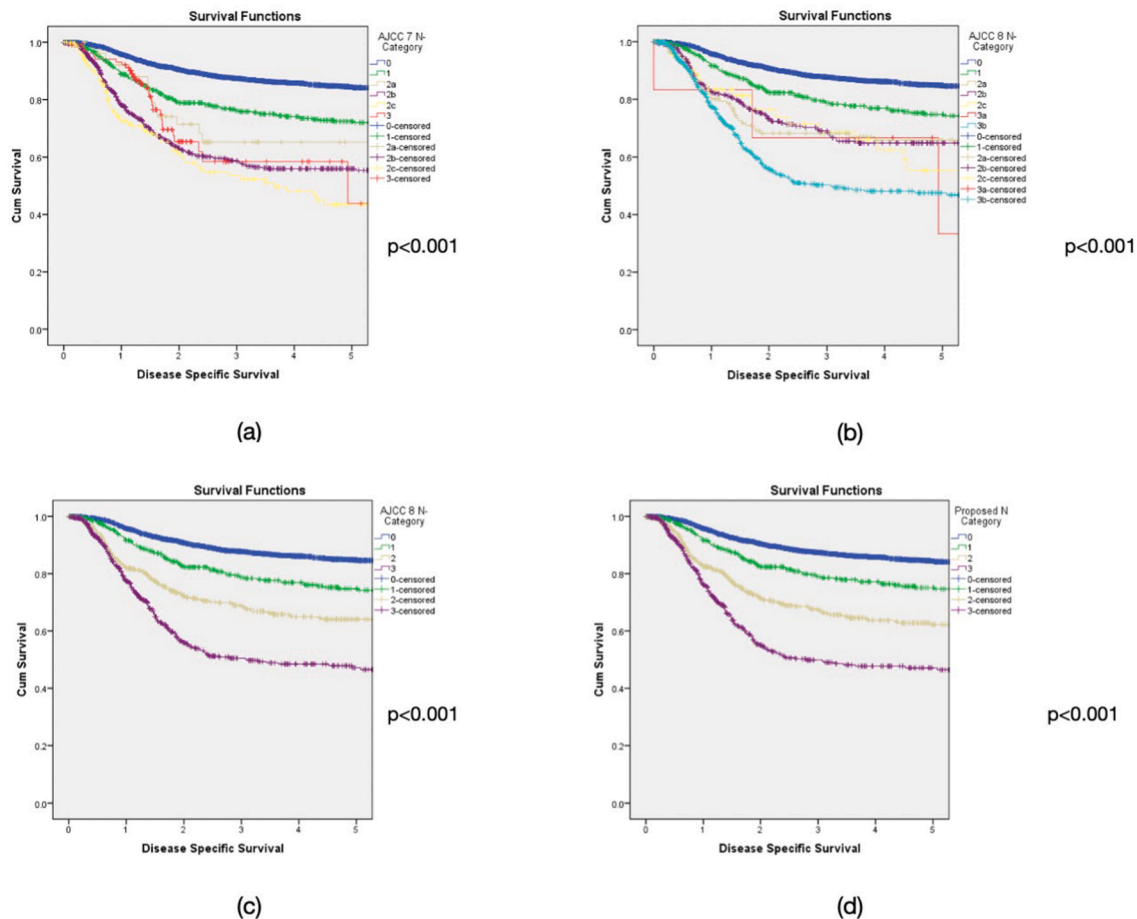 Survival Functions
AJCC 7 N-
Category
0
1
2a
2b
2c
3
0-censored
1-censored
2a-censored
2b-censored
2c-censored
3-censored
1.0
0.8
0.6
0.4
0.2
0.0
Cum Survival
0 1 2 3 4 5
Disease Specific Survival
p<0.001
(a)
Survival Functions
AJCC 8 N-
Category
0
1
2a
2b
2c
3a
3b
0-censored
1-censored
2a-censored
2b-censored
2c-censored
3a-censored
3b-censored
1.0
0.8
0.6
0.4
0.2
0.0
Cum Survival
0 1 2 3 4 5
Disease Specific Survival
p<0.001
(b)
Survival Functions
AJCC 8 N-
Category
0
1
2
3
0-censored
1-censored
2-censored
3-censored
1.0
0.8
0.6
0.4
0.2
0.0
Cum Survival
0 1 2 3 4 5
Disease Specific Survival
p<0.001
(c)
Survival Functions
Proposed N
Category
0
1
2
3
0-censored
1-censored
2-censored
3-censored
1.0
0.8
0.6
0.4
0.2
0.0
Cum Survival
0 1 2 3 4 5
Disease Specific Survival
p<0.001
(d)